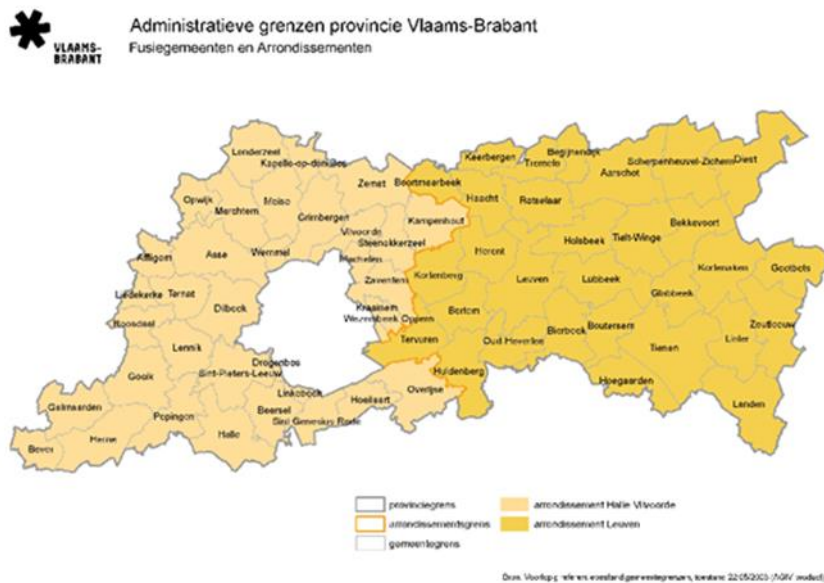 VLAAMS-
BRABANT
Administratieve grenzen provincie Vlaams-Brabant
Fusiegemeenten en Arrondissementen
Londerzeel
Kapelle-op-den-Bos
Keerbergen
Begijnendijk
Tremelo
Scherpenheuvel-Zichem
Diest
Zemst
Boortmeerbeek
Aarschot
Opwijk
Merchtem
Meise
Haacht
Rotselaar
Grimbergen
Kampenhout
Bekkevoort
Vilvoorde
Steenokkerzeel
Holsbeek
Tielt-Winge
Affligem
Asse
Wemmel
Machelen
Herent
Kortenberg
Kortenaken
Geetbets
Zaventem
Leuven
Lubbeek
Glabbeek
Liedekerke
Ternat
Dilbeek
Kraainem
Wezembeek-Oppem
Bertem
Bierbeek
Boutersem
Zoutleeuw
Roosdaal
Tervuren
Oud-Heverlee
Tienen
Linter
Lennik
Drogenbos
Sint-Pieters-Leeuw
Huldenberg
Hoegaarden
Gooik
Linkebeek
Hoeilaart
Overijse
Landen
Galmaarden
Pepingen
Beersel
Sint-Genesius-Rode
Bever
Herne
Halle
provinciegrens
arrondissement Halle Vilvoorde
arrondissementsgrens
arrondissement Leuven
gemeentegrens